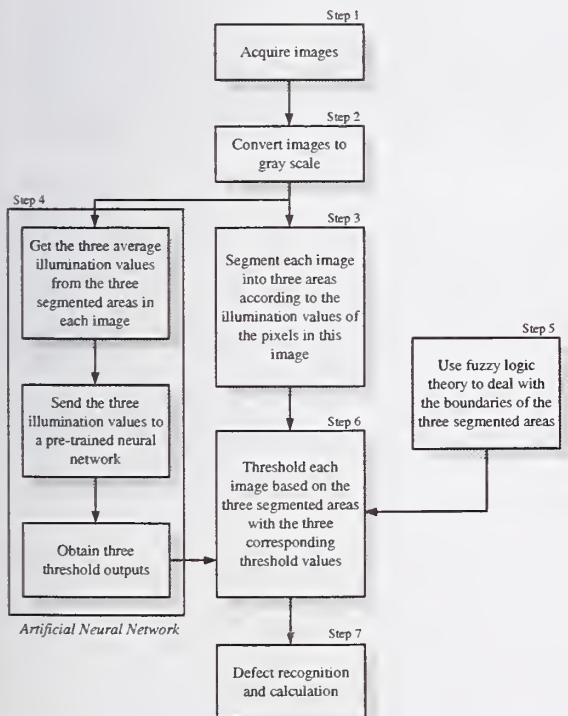 Step 1
Acquire images
Step 2
Convert images to
gray scale
Step 4
Get the three average
illumination values
from the three
segmented areas in
each image
Send the three
illumination values to
a pre-trained neural
network
Obtain three
threshold outputs
Artificial Neural Network
Step 3
Segment each image
into three areas
according to the
illumination values of
the pixels in this
image
Step 5
Use fuzzy logic
theory to deal with
the boundaries of the
three segmented areas
Step 6
Threshold each
image based on the
three segmented areas
with the three
corresponding
threshold values
Step 7
Defect recognition
and calculation